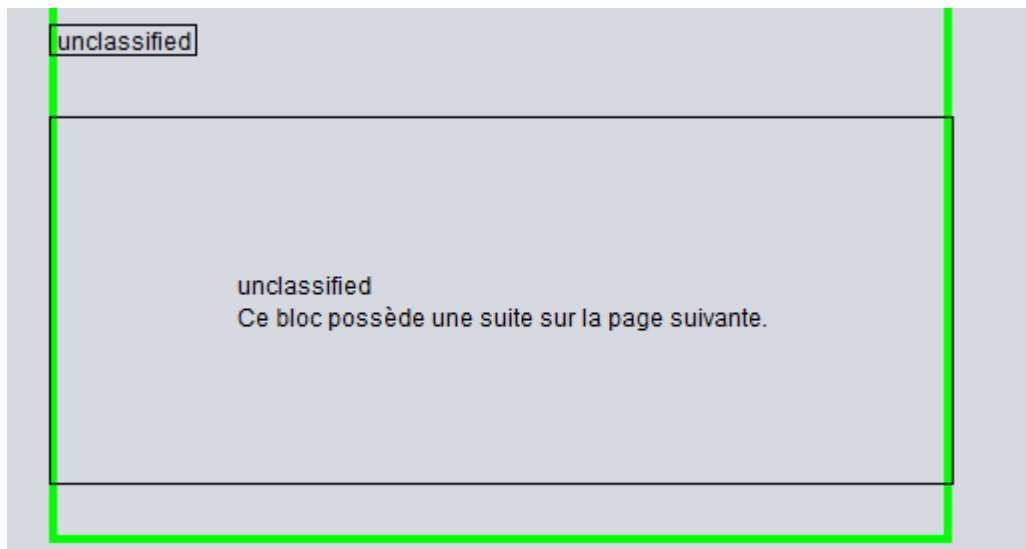 unclassified
unclassified
Ce bloc possède une suite sur la page suivante.